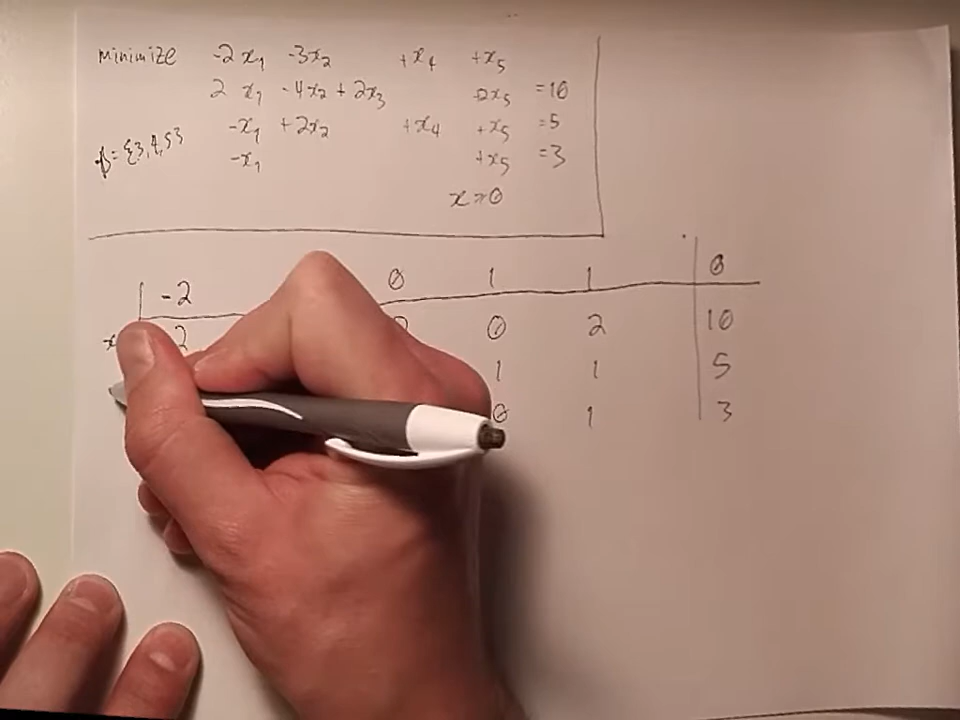 minimize -2x₁ -3x₂ +x₄ +x₅
2x₁ -4x₂ +2x₃ -2x₅ =10
-x₁ +2x₂ +x₄ +x₅ =5
β={3,4,5}
-x₁ +x₅ =3
x≥0
-2 0 1 1 0
2 0 2 10
1 1 5
0 1 3